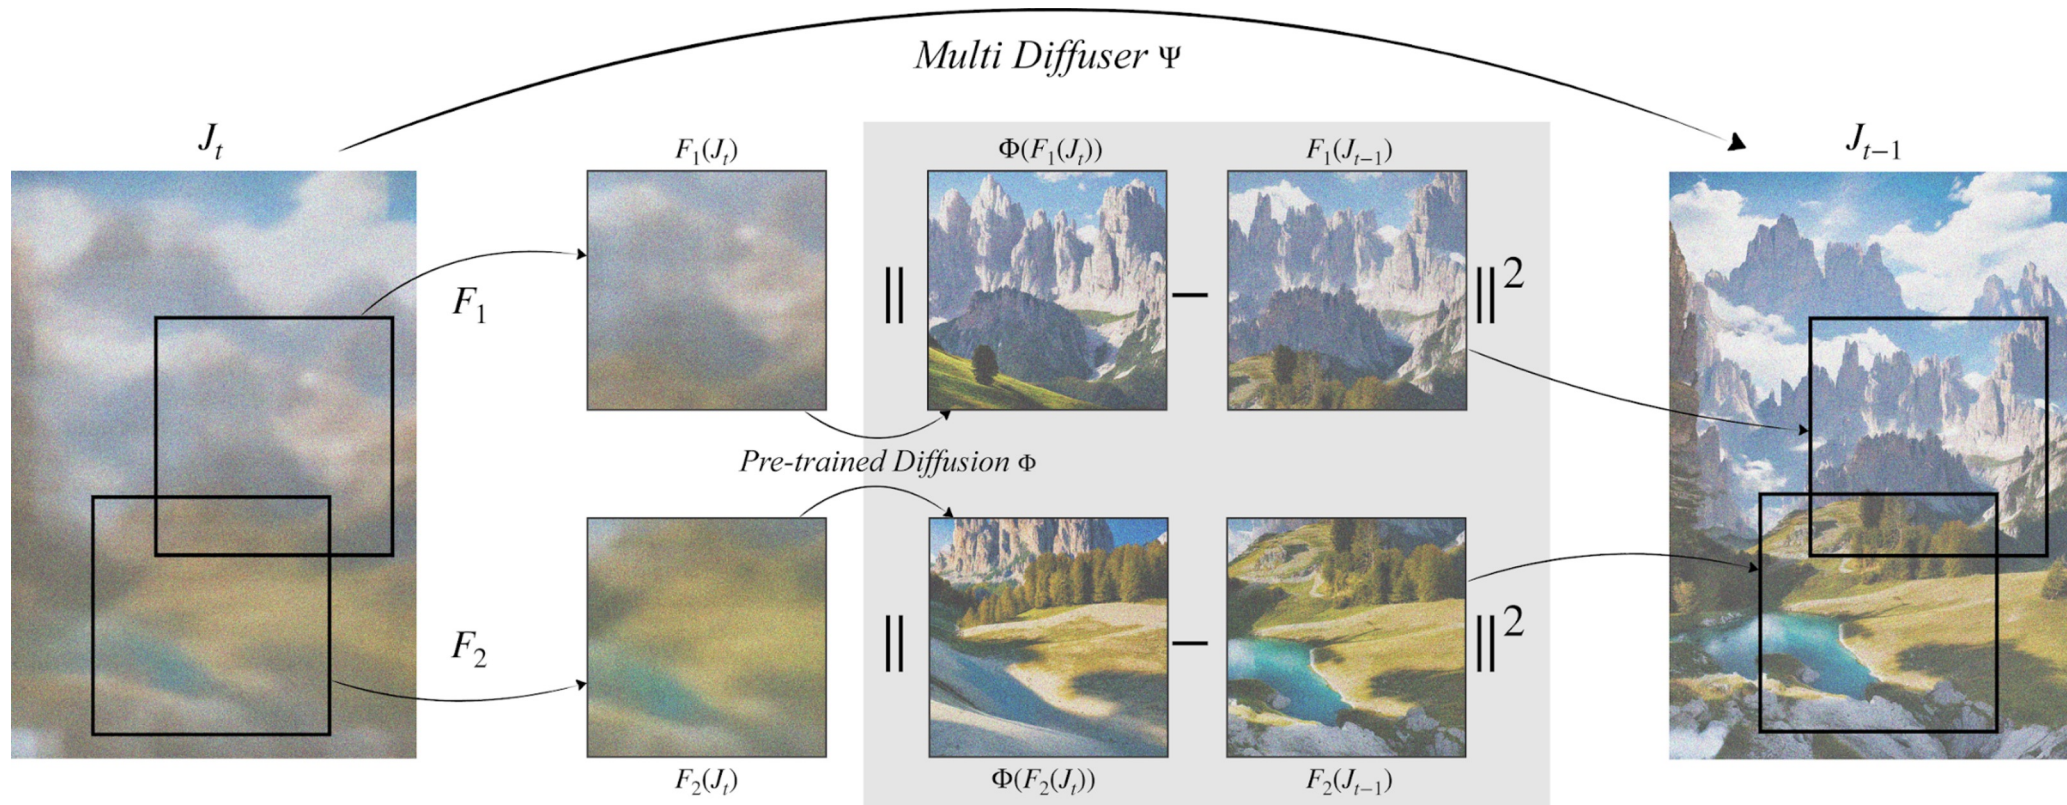 Multi Diffuser Ψ
J_t
F_1(J_t)
Φ(F_1(J_t))
F_1(J_{t−1})
J_{t−1}
F_1
|| − ||^2
Pre-trained Diffusion Φ
F_2
|| − ||^2
F_2(J_t)
Φ(F_2(J_t))
F_2(J_{t−1})